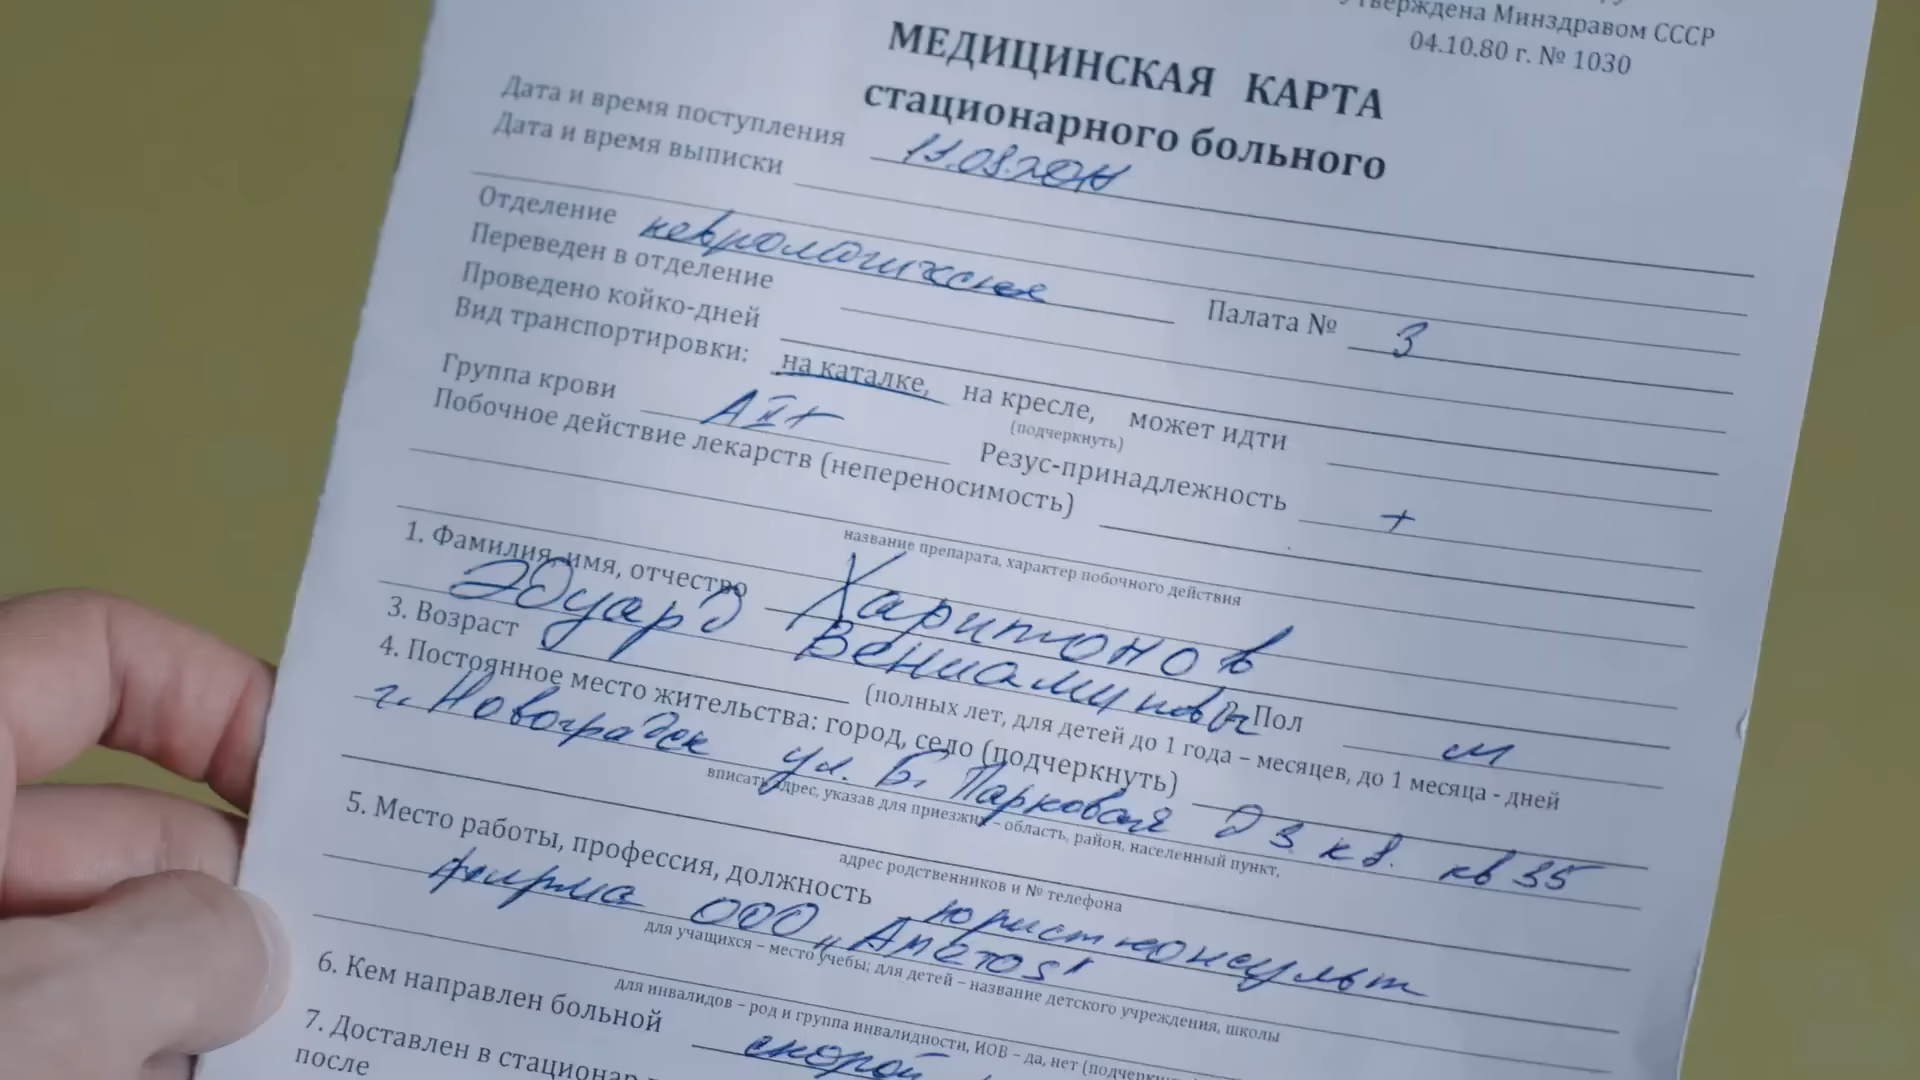 утверждена Минздравом СССР
04.10.80 г. № 1030
МЕДИЦИНСКАЯ КАРТА
стационарного больного
Дата и время поступления
Дата и время выписки
Отделение неврологическое Палата № 3
Переведен в отделение
Проведено койко-дней
Вид транспортировки: на каталке, на кресле, может идти
(подчеркнуть)
Группа крови A II+ Резус-принадлежность +
Побочное действие лекарств (непереносимость)
название препарата, характер побочного действия
1. Фамилия, имя, отчество Харитонов
Эдуард Вениаминович Пол м
3. Возраст (полных лет, для детей до 1 года – месяцев, до 1 месяца - дней
4. Постоянное место жительства: город, село (подчеркнуть)
г. Новоградск ул. Б. Парковая кв 35
вписать адрес, указав для приезжих – область, район, населенный пункт,
адрес родственников и № телефона
5. Место работы, профессия, должность юристконсульт
фирма ООО
для учащихся – место учебы; для детей – название детского учреждения, школы
для инвалидов – род и группа инвалидности, ИОВ – да, нет
6. Кем направлен больной скорой
7. Доставлен в
после